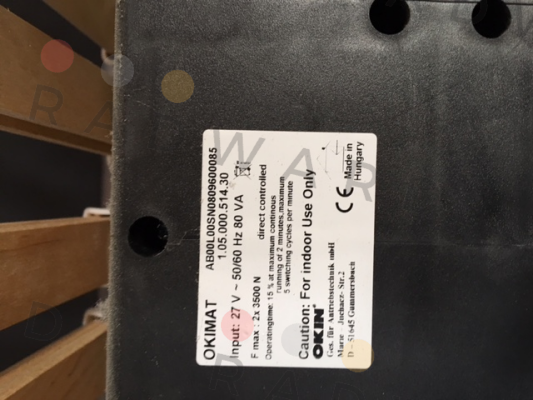 OKIMAT AB00L00SN0809600085
1.05.000.514.30
Input: 27 V ~ 50/60 Hz 80 VA
F max : 2x 3500 N direct controlled
Operatingtime: 15 % at maximum continous
running of 2 minutes,maximum
5 switching cycles per minute
Caution: For indoor Use Only
OKIN
Ges. für Antriebstechnik mbH
Marie - Juchacz- Str.2
D - 51645 Gummersbach
CE Made in
Hungary